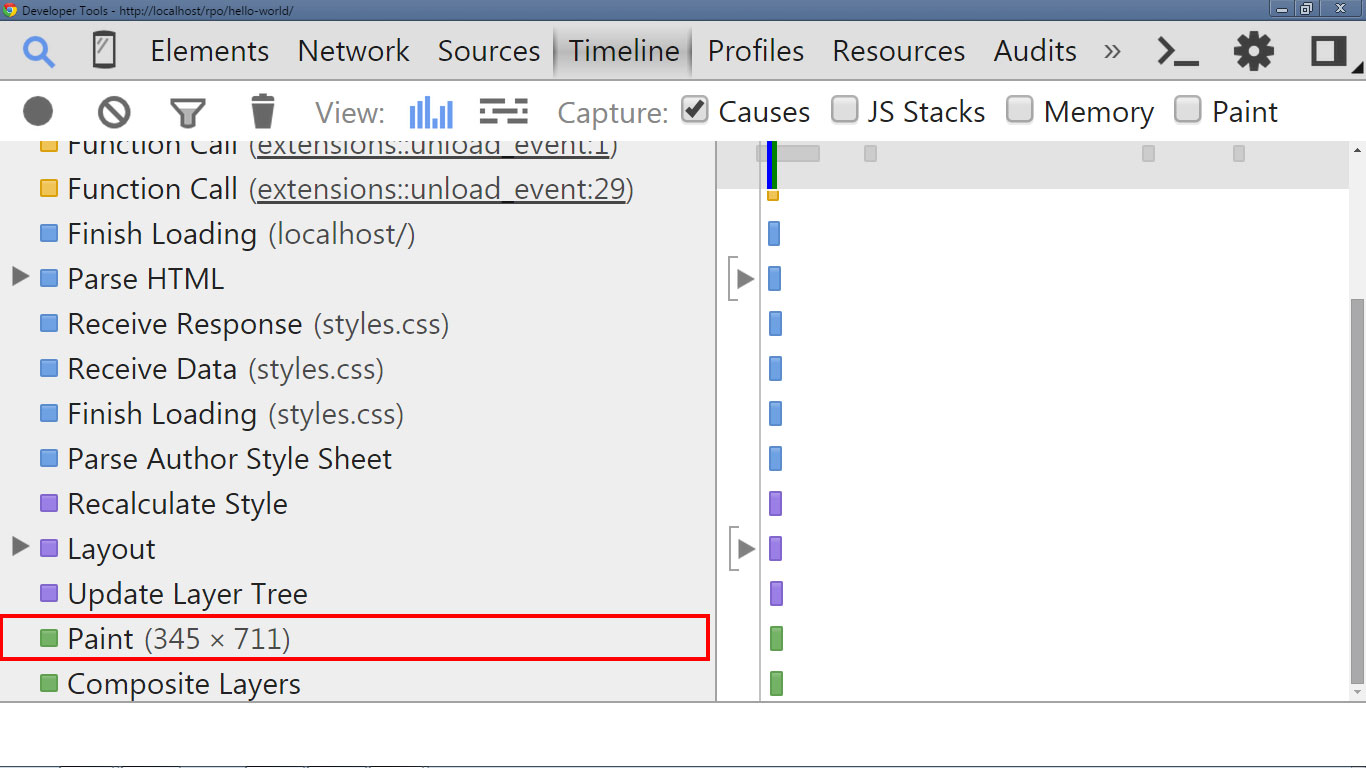 Developer Tools - http://localhost/rpo/hello-world/
Elements Network Sources Timeline Profiles Resources Audits »
View: Capture: Causes JS Stacks Memory Paint
Function Call (extensions::unload_event:1)
Function Call (extensions::unload_event:29)
Finish Loading (localhost/)
Parse HTML
Receive Response (styles.css)
Receive Data (styles.css)
Finish Loading (styles.css)
Parse Author Style Sheet
Recalculate Style
Layout
Update Layer Tree
Paint (345 × 711)
Composite Layers